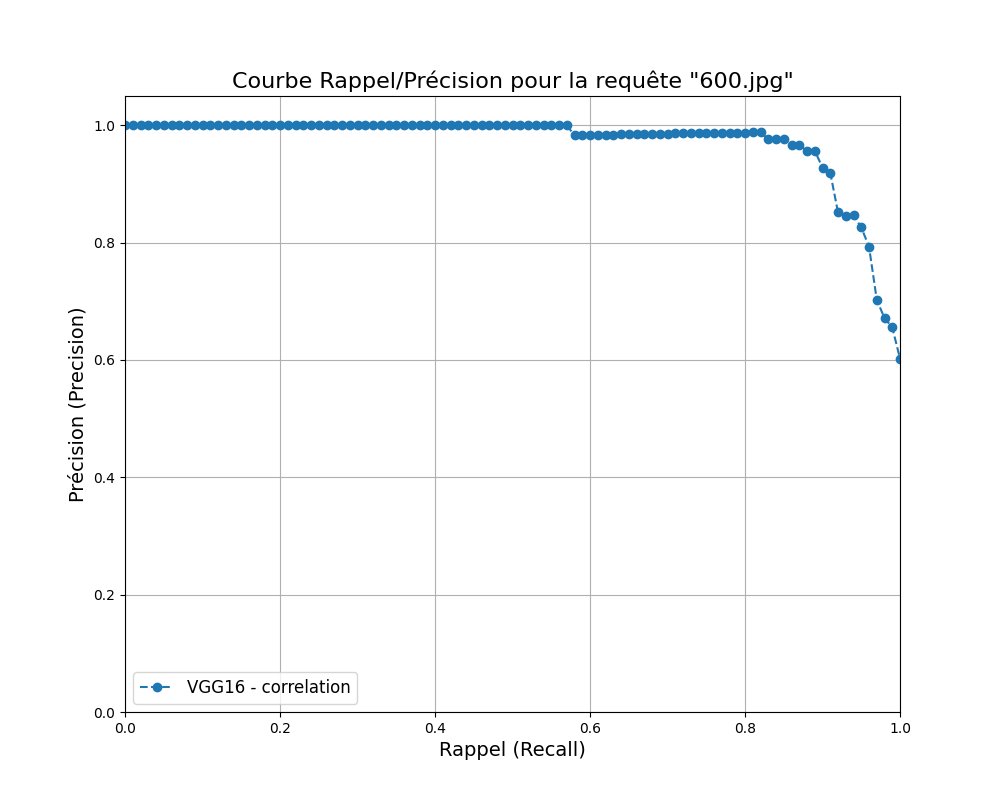 Courbe Rappel/Précision pour la requête "600.jpg"
Précision (Precision)
1.0
0.8
0.6
0.4
0.2
0.0
VGG16 - correlation
0.0 0.2 0.4 0.6 0.8 1.0
Rappel (Recall)